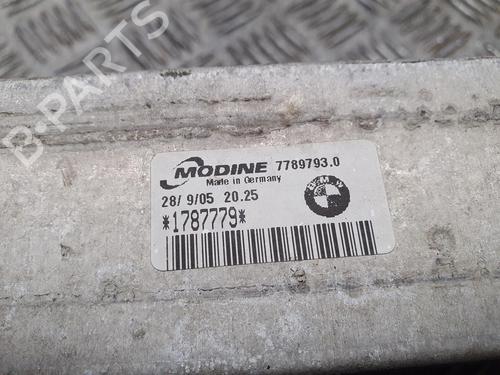 B-PARTS
MODINE 7789793.0
Made in Germany
28/ 9/05 20.25
BMW
*1787779*